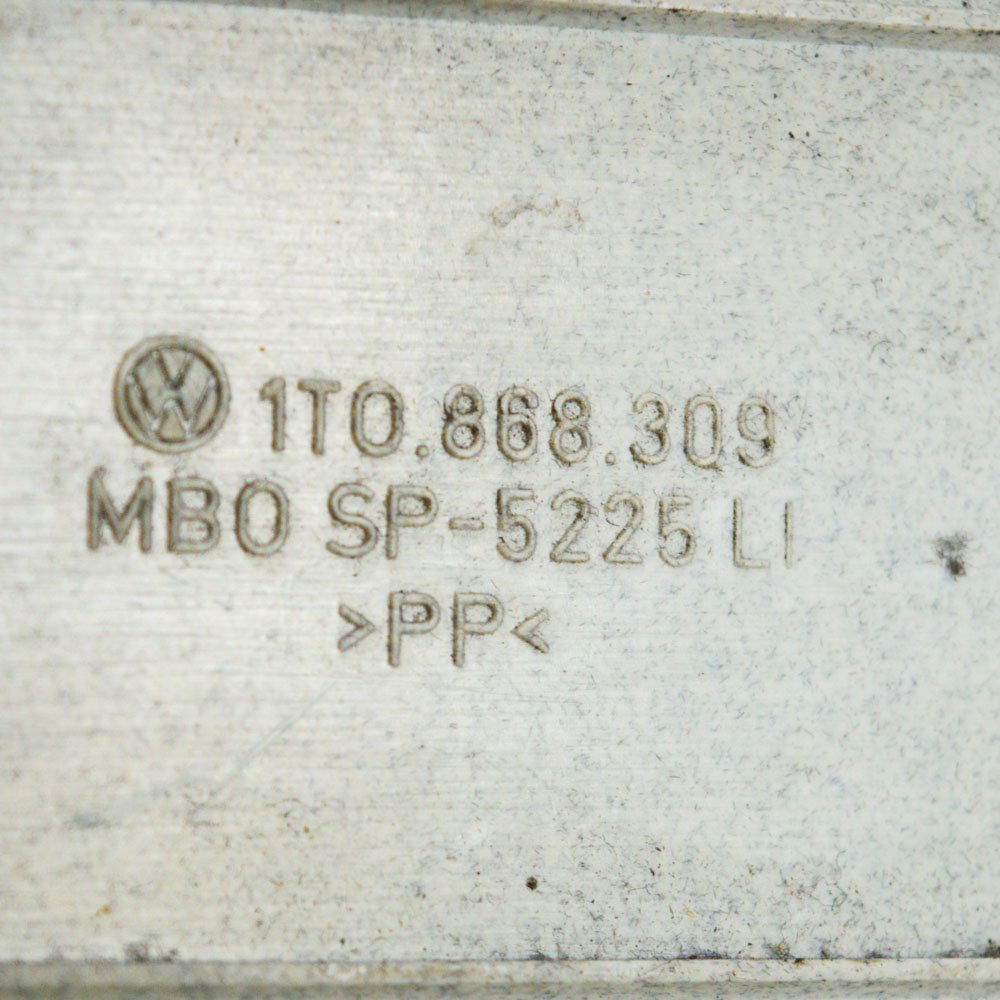 1T0.868.309
MBO SP-5225 LI
>PP<